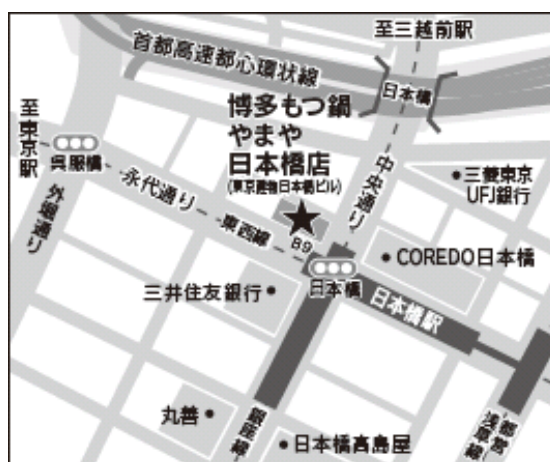 至三越前駅
首都高速都心環状線
日本橋
博多もつ鍋
やまや
日本橋店
(東京建物日本橋ビル)
至東京駅
呉服橋
外堀通り
永代通り
東西線
中央通り
三菱東京
UFJ銀行
B9
COREDO日本橋
日本橋
三井住友銀行
日本橋駅
丸善
銀座線
日本橋高島屋
都営
浅草線